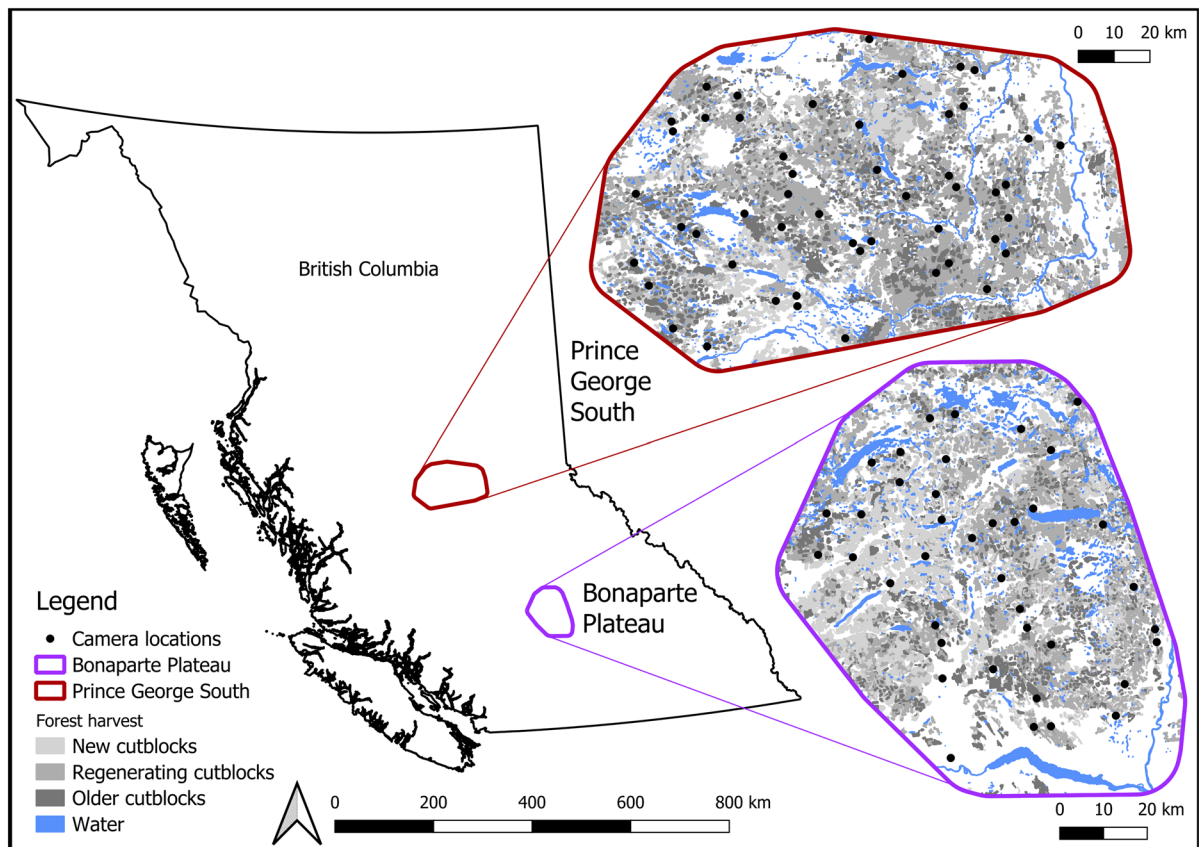 0 10 20 km
British Columbia
Prince
George
South
Bonaparte
Plateau
Legend
Camera locations
Bonaparte Plateau
Prince George South
Forest harvest
New cutblocks
Regenerating cutblocks
Older cutblocks
Water
0 200 400 600 800 km
0 10 20 km